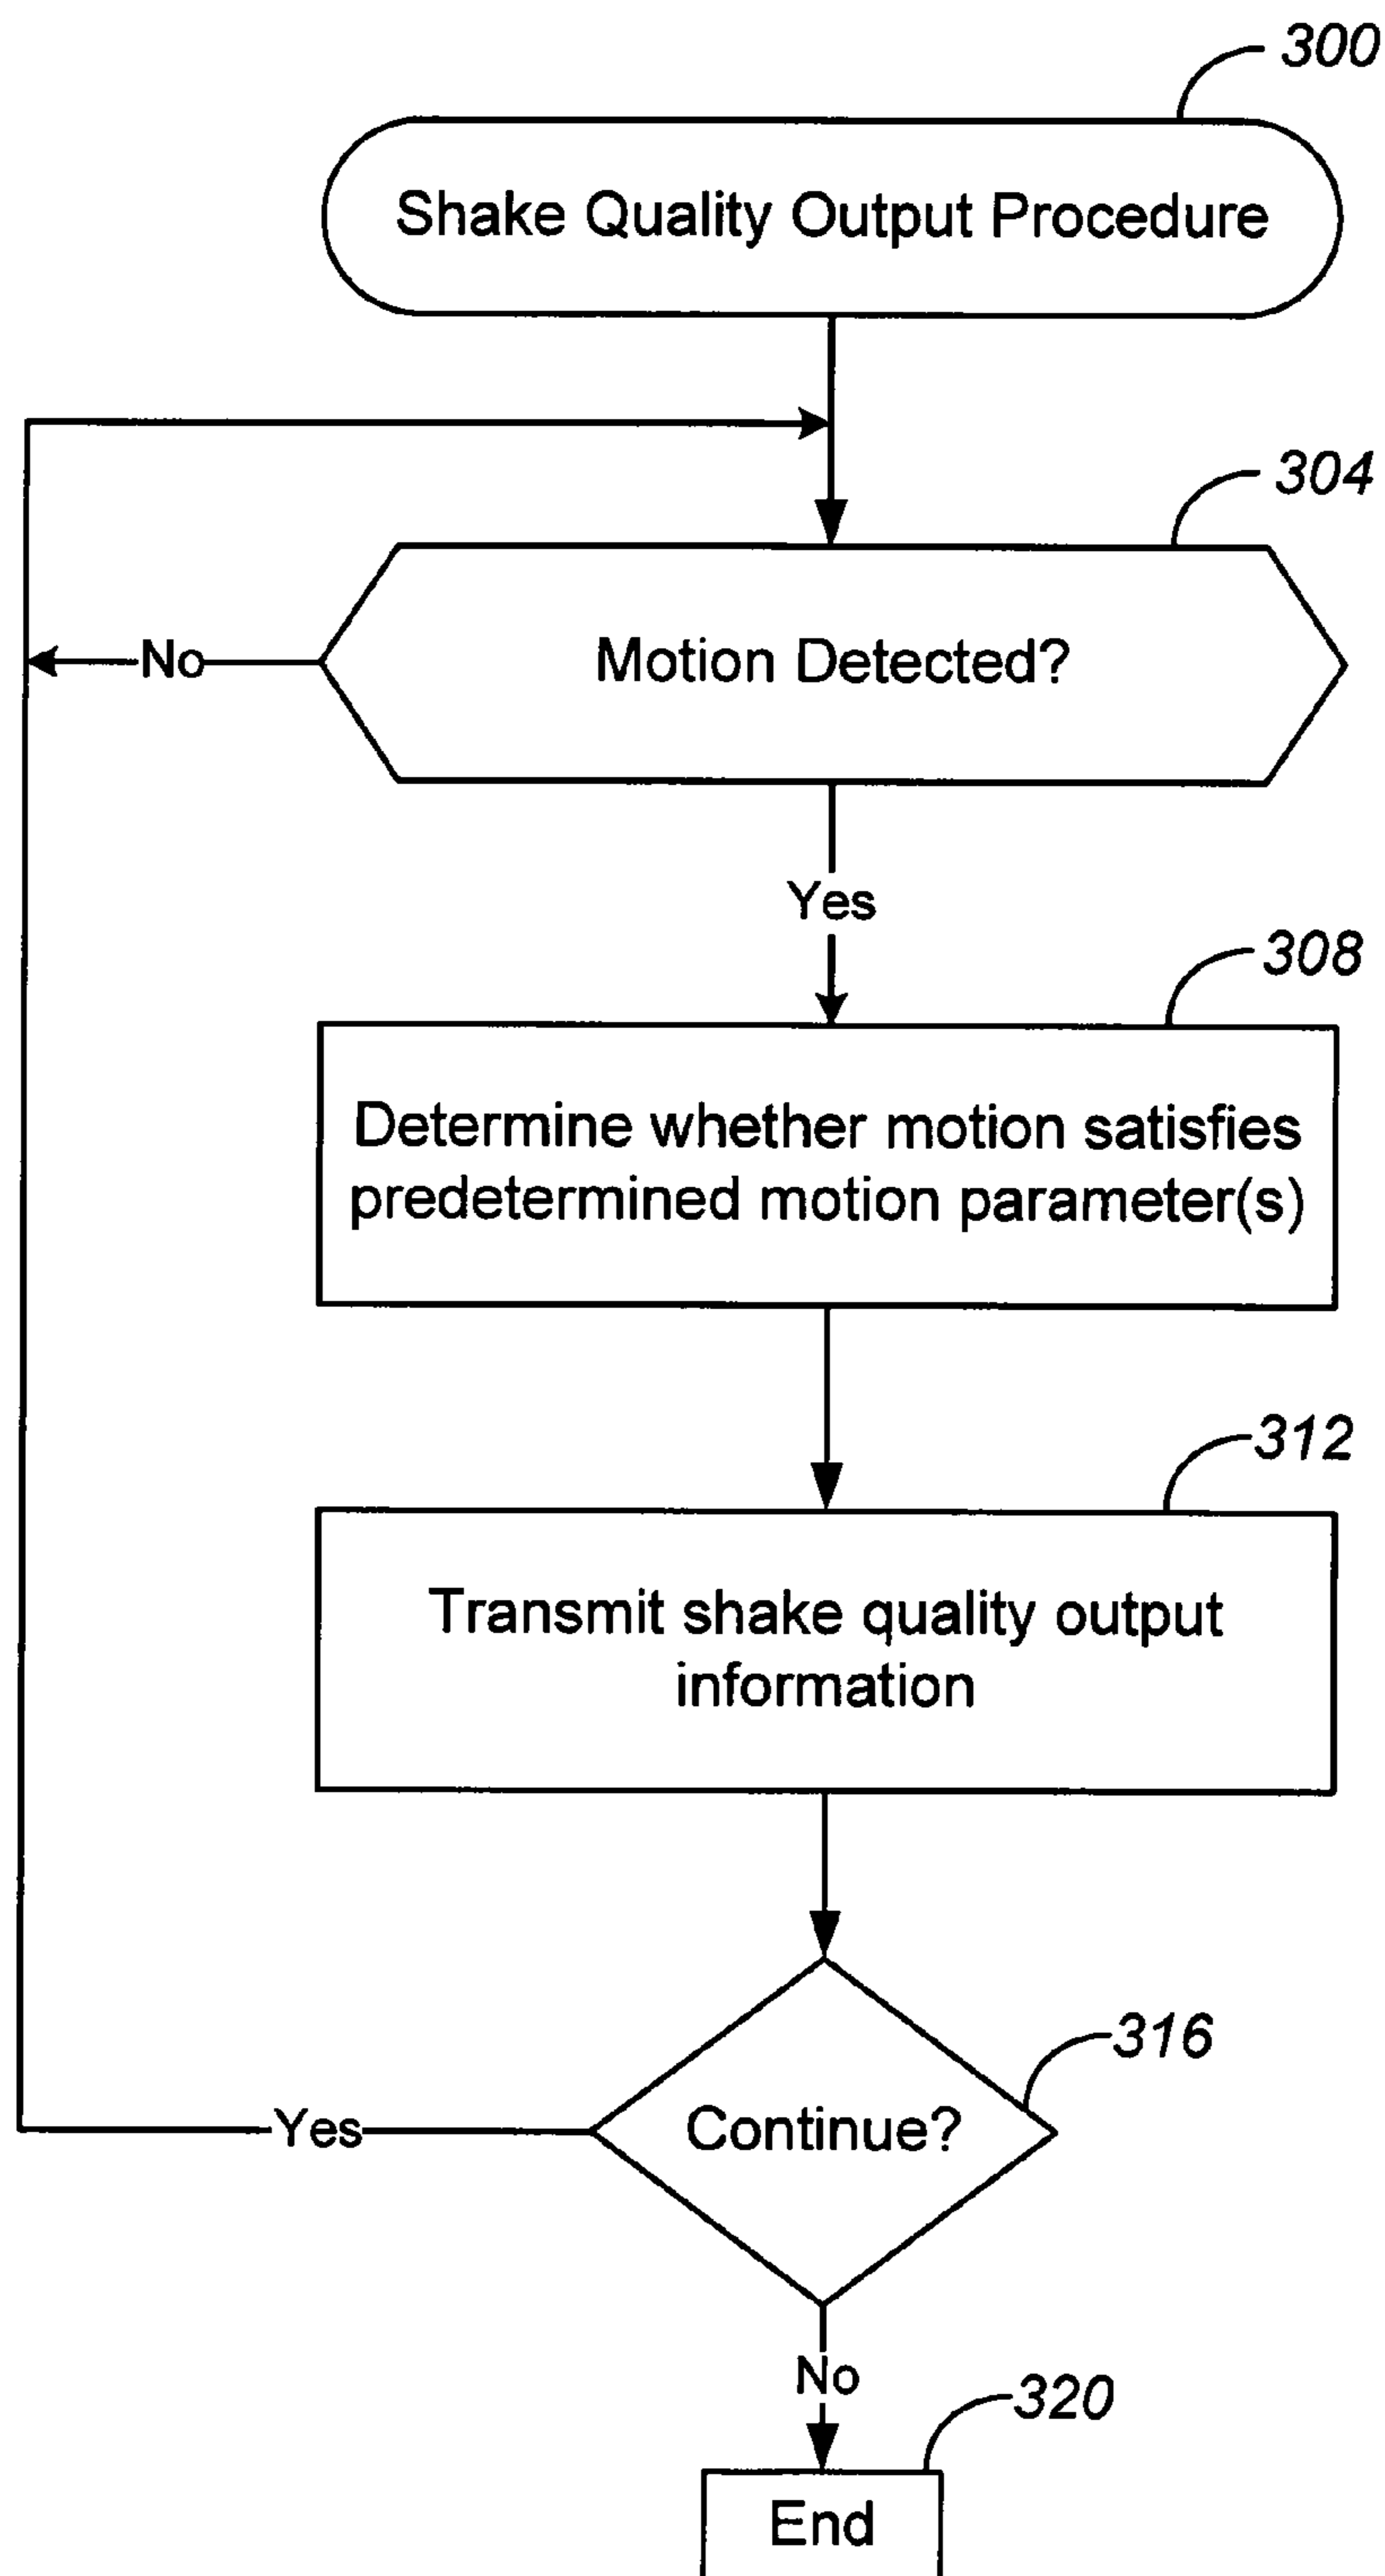 300
Shake Quality Output Procedure
304
Motion Detected?
No
Yes
308
Determine whether motion satisfies
predetermined motion parameter(s)
312
Transmit shake quality output
information
316
Continue?
Yes
No
320
End